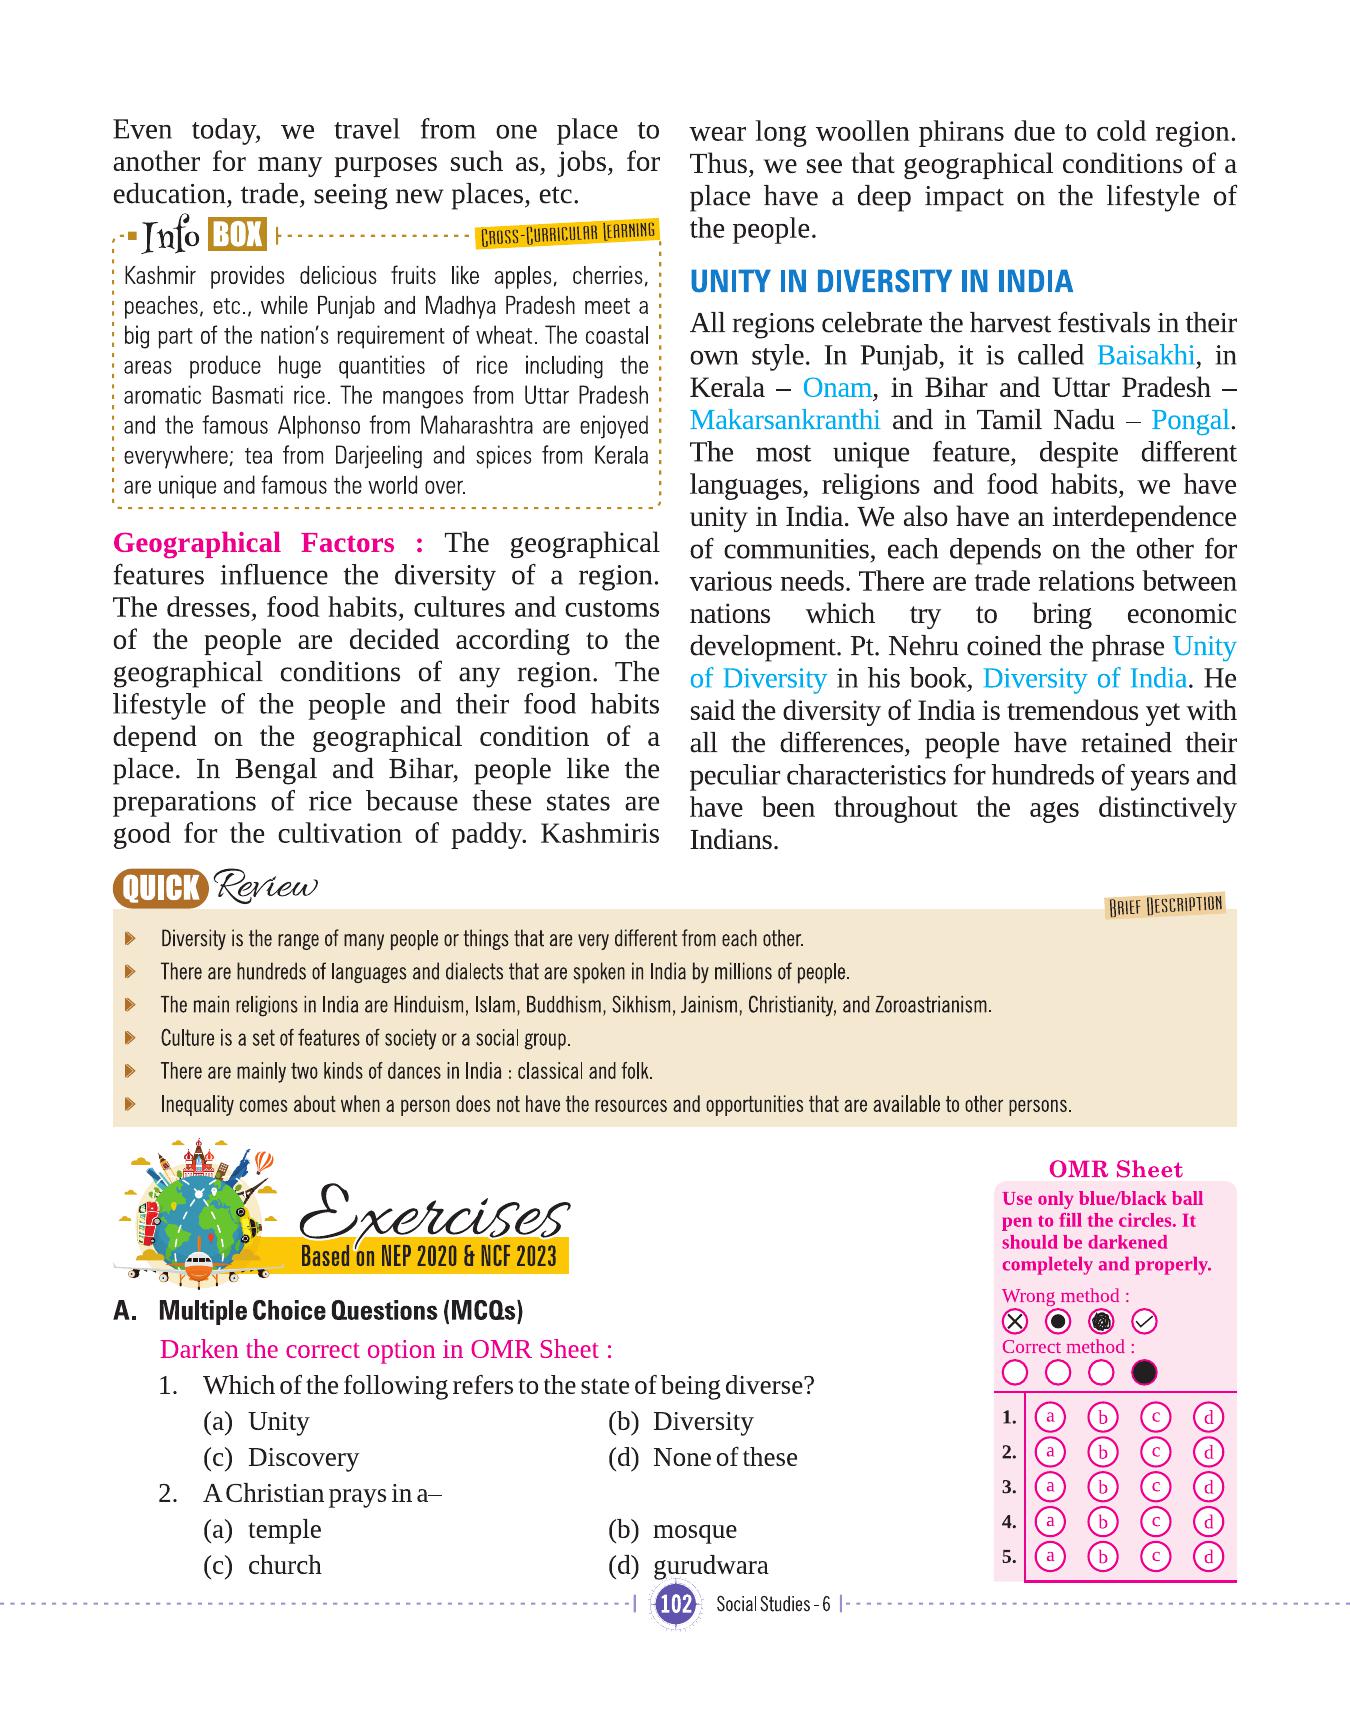 Even today, we travel from one place to
another for many purposes such as, jobs, for
education, trade, seeing new places, etc.
Info BOX
CROSS-CURRICULAR LEARNING
Kashmir provides delicious fruits like apples, cherries,
peaches, etc., while Punjab and Madhya Pradesh meet a
big part of the nation's requirement of wheat. The coastal
areas produce huge quantities of rice including the
aromatic Basmati rice. The mangoes from Uttar Pradesh
and the famous Alphonso from Maharashtra are enjoyed
everywhere; tea from Darjeeling and spices from Kerala
are unique and famous the world over.
Geographical Factors : The geographical
features influence the diversity of a region.
The dresses, food habits, cultures and customs
of the people are decided according to the
geographical conditions of any region. The
lifestyle of the people and their food habits
depend on the geographical condition of a
place. In Bengal and Bihar, people like the
preparations of rice because these states are
good for the cultivation of paddy. Kashmiris
wear long woollen phirans due to cold region.
Thus, we see that geographical conditions of a
place have a deep impact on the lifestyle of
the people.
UNITY IN DIVERSITY IN INDIA
All regions celebrate the harvest festivals in their
own style. In Punjab, it is called Baisakhi, in
Kerala – Onam, in Bihar and Uttar Pradesh –
Makarsankranthi and in Tamil Nadu – Pongal.
The most unique feature, despite different
languages, religions and food habits, we have
unity in India. We also have an interdependence
of communities, each depends on the other for
various needs. There are trade relations between
nations which try to bring economic
development. Pt. Nehru coined the phrase Unity
of Diversity in his book, Diversity of India. He
said the diversity of India is tremendous yet with
all the differences, people have retained their
peculiar characteristics for hundreds of years and
have been throughout the ages distinctively
Indians.
QUICK Review
BRIEF DESCRIPTION
Diversity is the range of many people or things that are very different from each other.
There are hundreds of languages and dialects that are spoken in India by millions of people.
The main religions in India are Hinduism, Islam, Buddhism, Sikhism, Jainism, Christianity, and Zoroastrianism.
Culture is a set of features of society or a social group.
There are mainly two kinds of dances in India : classical and folk.
Inequality comes about when a person does not have the resources and opportunities that are available to other persons.
Exercises
Based on NEP 2020 & NCF 2023
A. Multiple Choice Questions (MCQs)
Darken the correct option in OMR Sheet :
1. Which of the following refers to the state of being diverse?
(a) Unity (b) Diversity
(c) Discovery (d) None of these
2. A Christian prays in a–
(a) temple (b) mosque
(c) church (d) gurudwara
OMR Sheet
Use only blue/black ball
pen to fill the circles. It
should be darkened
completely and properly.
Wrong method :
Correct method :
1. a b c d
2. a b c d
3. a b c d
4. a b c d
5. a b c d
102 Social Studies - 6